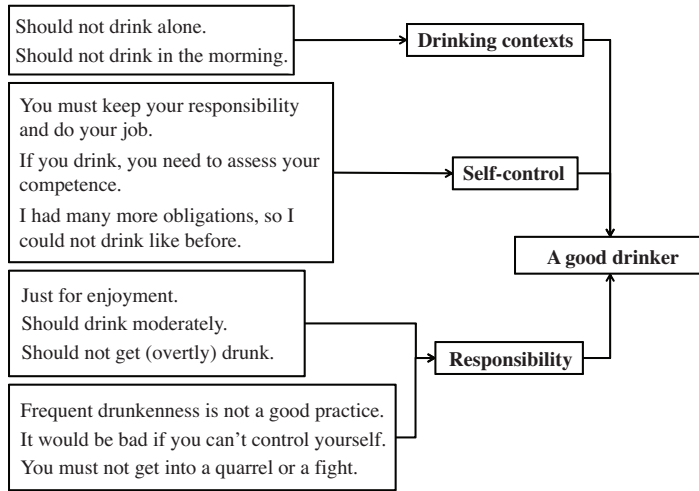 Should not drink alone.
Should not drink in the morming.
Drinking contexts
You must keep your responsibility
and do your job.
If you drink, you need to assess your
competence.
I had many more obligations, so I
could not drink like before.
Self-control
A good drinker
Just for enjoyment.
Should drink moderately.
Should not get (overtly) drunk.
Responsibility
Frequent drunkenness is not a good practice.
It would be bad if you can’t control yourself.
You must not get into a quarrel or a fight.